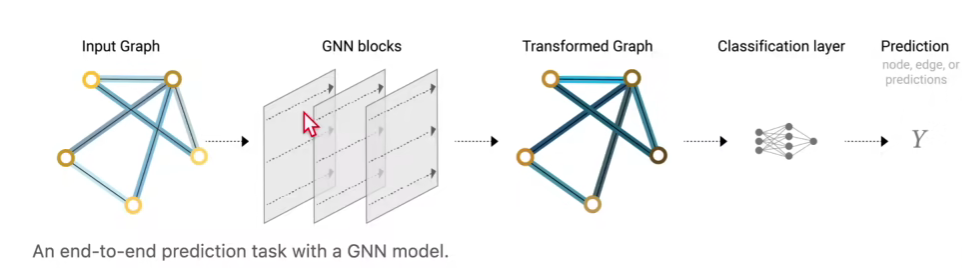 Input Graph
GNN blocks
Transformed Graph
Classification layer
Prediction
node, edge, or
predictions
Y
An end-to-end prediction task with a GNN model.